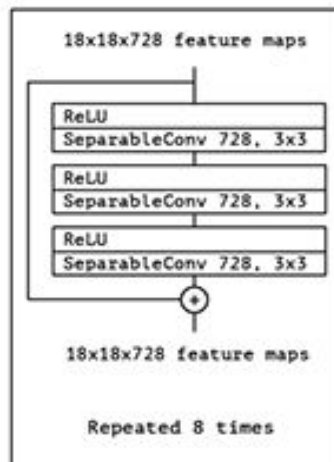 18x18x728 feature maps
ReLU
SeparableConv 728, 3x3
ReLU
SeparableConv 728, 3x3
ReLU
SeparableConv 728, 3x3
+
18x18x728 feature maps
Repeated 8 times